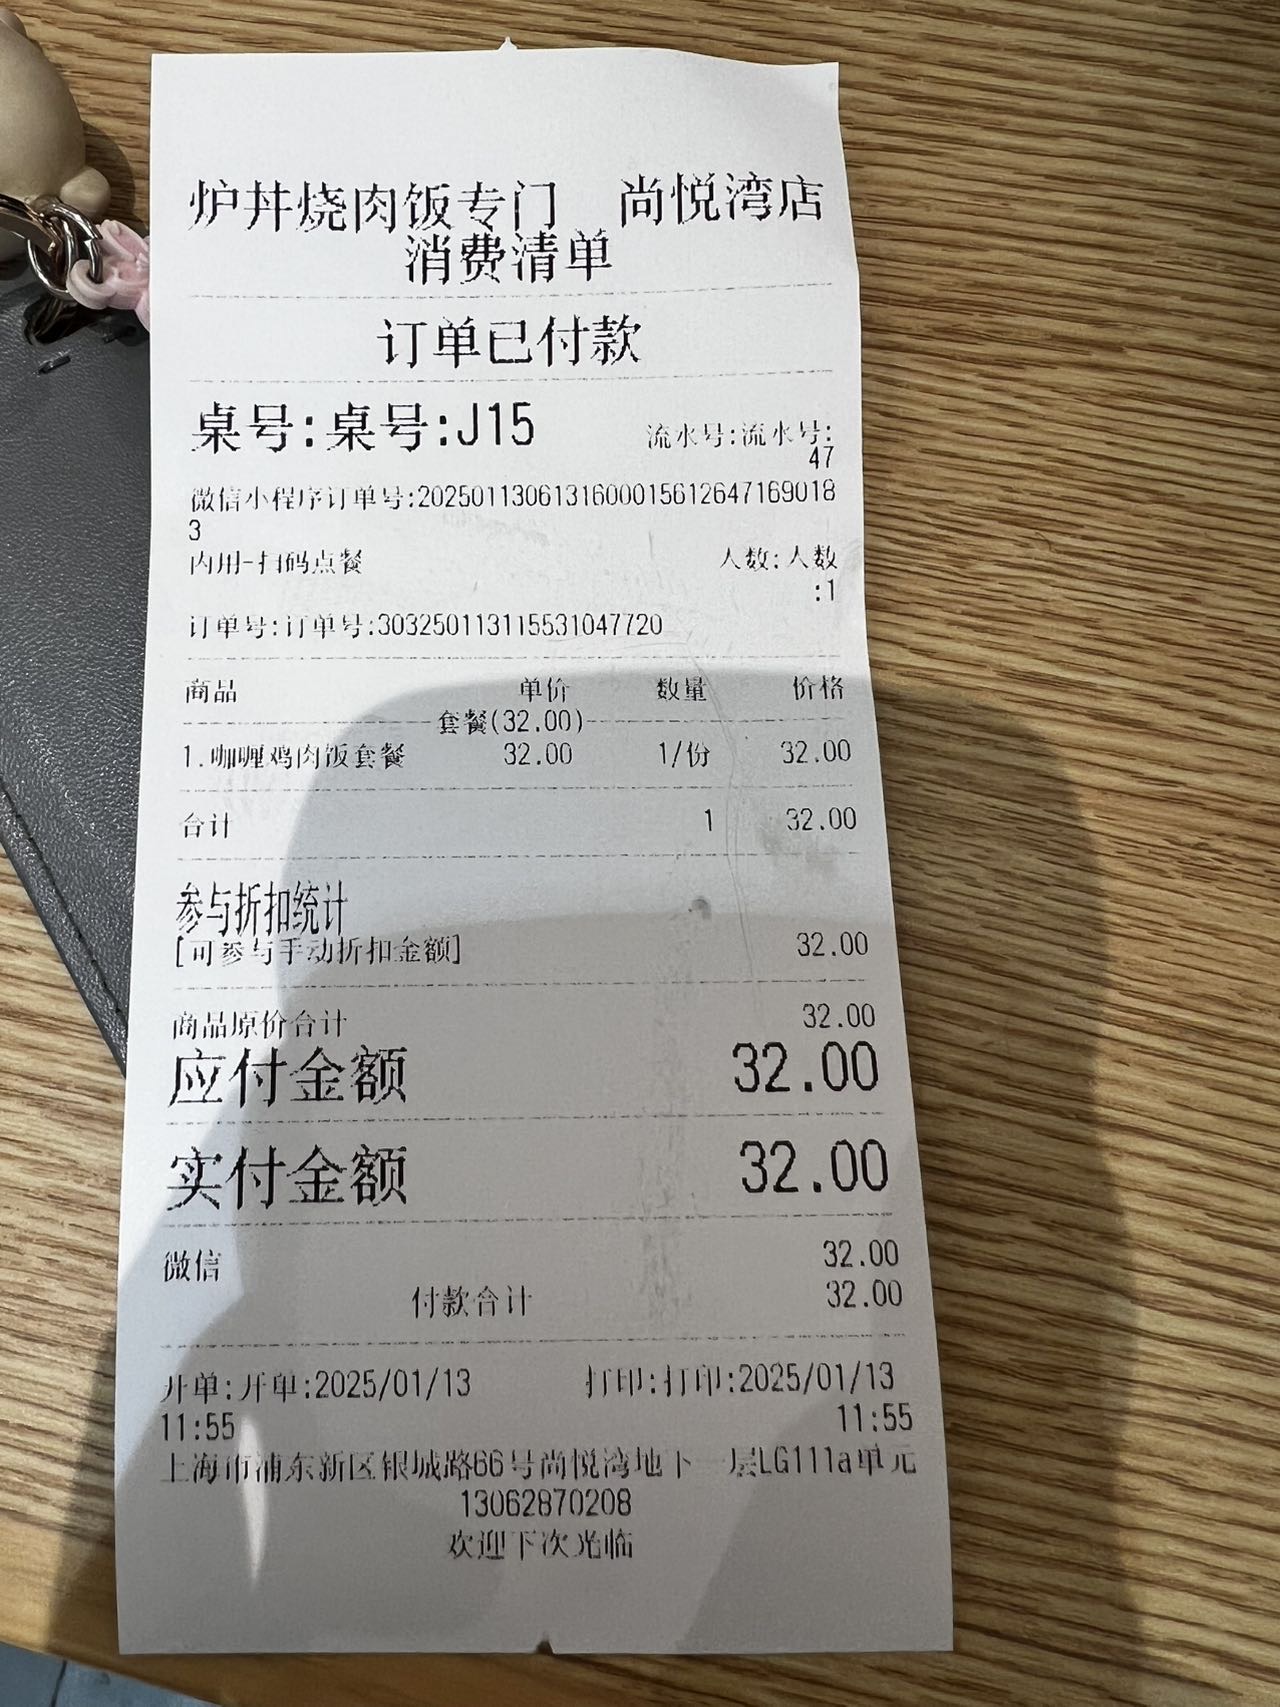 炉丼烧肉饭专门 尚悦湾店
消费清单
订单已付款
桌号:桌号:J15 流水号:流水号:
47
微信小程序订单号:2025011306131600015612647169018
3
内用-扫码点餐 人数:人数
:1
订单号:订单号:303250113115531047720
商品 单价 数量 价格
套餐(32.00)
1.咖喱鸡肉饭套餐 32.00 1/份 32.00
合计 1 32.00
参与折扣统计
[可参与手动折扣金额] 32.00
商品原价合计 32.00
应付金额 32.00
实付金额 32.00
微信 32.00
付款合计 32.00
开单:开单:2025/01/13 打印:打印:2025/01/13
11:55 11:55
上海市浦东新区银城路66号尚悦湾地下一层LG111a单元
13062870208
欢迎下次光临